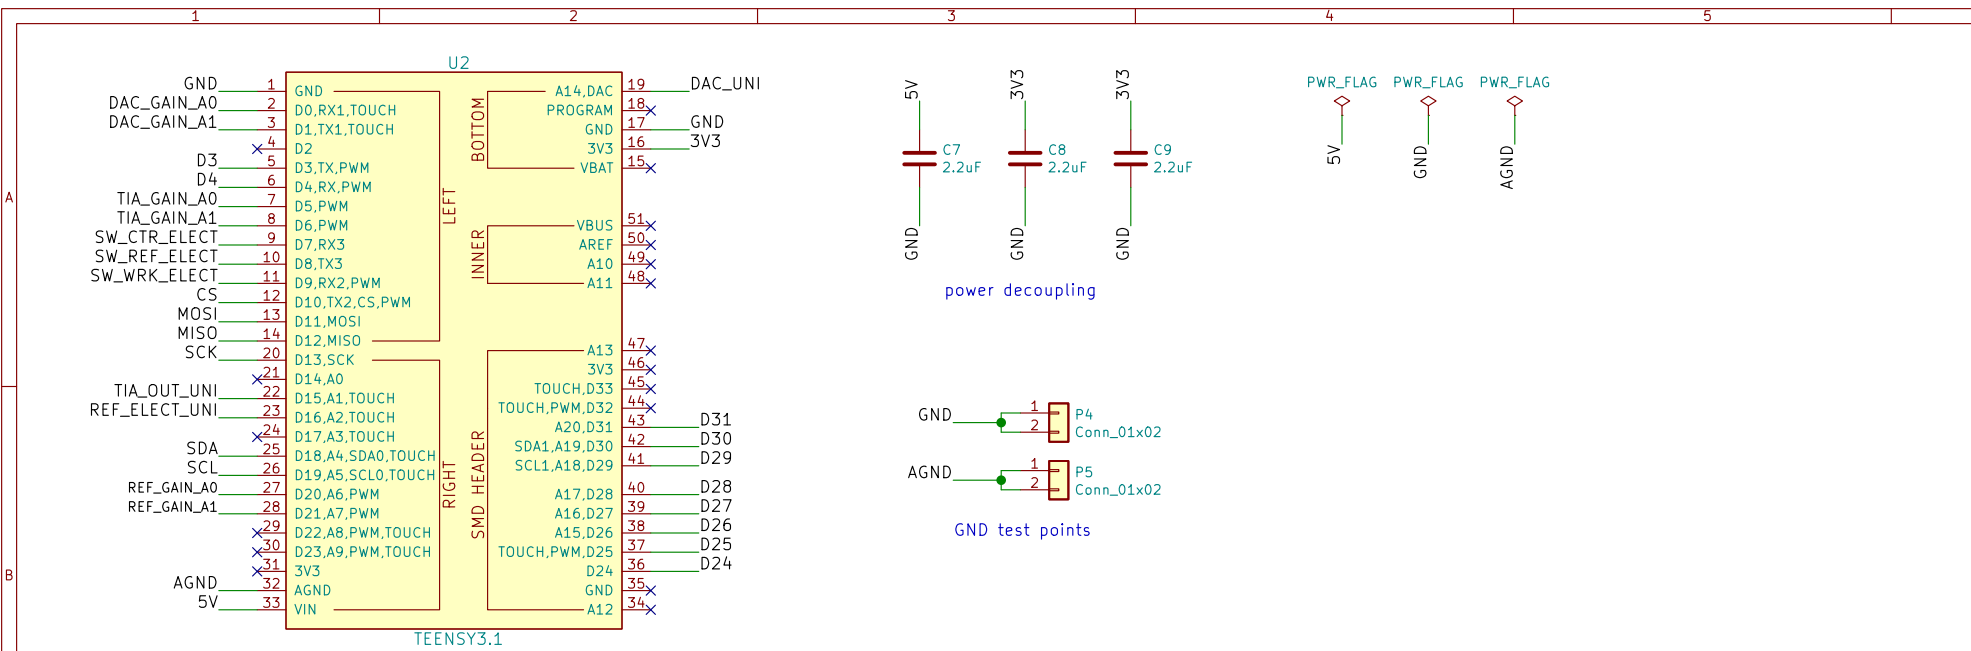 1 2 3 4 5
A
B
U2
GND 1 GND
DAC_GAIN_A0 2 D0,RX1,TOUCH
DAC_GAIN_A1 3 D1,TX1,TOUCH
4 D2
D3 5 D3,TX,PWM
D4 6 D4,RX,PWM
TIA_GAIN_A0 7 D5,PWM
TIA_GAIN_A1 8 D6,PWM
SW_CTR_ELECT 9 D7,RX3
SW_REF_ELECT 10 D8,TX3
SW_WRK_ELECT 11 D9,RX2,PWM
CS 12 D10,TX2,CS,PWM
MOSI 13 D11,MOSI
MISO 14 D12,MISO
SCK 20 D13,SCK
21 D14,A0
TIA_OUT_UNI 22 D15,A1,TOUCH
REF_ELECT_UNI 23 D16,A2,TOUCH
24 D17,A3,TOUCH
SDA 25 D18,A4,SDA0,TOUCH
SCL 26 D19,A5,SCL0,TOUCH
REF_GAIN_A0 27 D20,A6,PWM
REF_GAIN_A1 28 D21,A7,PWM
29 D22,A8,PWM,TOUCH
30 D23,A9,PWM,TOUCH
31 3V3
AGND 32 AGND
5V 33 VIN
LEFT
RIGHT
BOTTOM
INNER
SMD HEADER
A14,DAC 19 DAC_UNI
PROGRAM 18
GND 17 GND
3V3 16 3V3
VBAT 15
VBUS 51
AREF 50
A10 49
A11 48
A13 47
3V3 46
TOUCH,D33 45
TOUCH,PWM,D32 44
A20,D31 43 D31
SDA1,A19,D30 42 D30
SCL1,A18,D29 41 D29
A17,D28 40 D28
A16,D27 39 D27
A15,D26 38 D26
TOUCH,PWM,D25 37 D25
D24 36 D24
GND 35
A12 34
TEENSY3.1
5V
C7
2.2uF
GND
3V3
C8
2.2uF
GND
3V3
C9
2.2uF
GND
power decoupling
PWR_FLAG
5V
PWR_FLAG
GND
PWR_FLAG
AGND
GND
1
2
P4
Conn_01x02
AGND
1
2
P5
Conn_01x02
GND test points